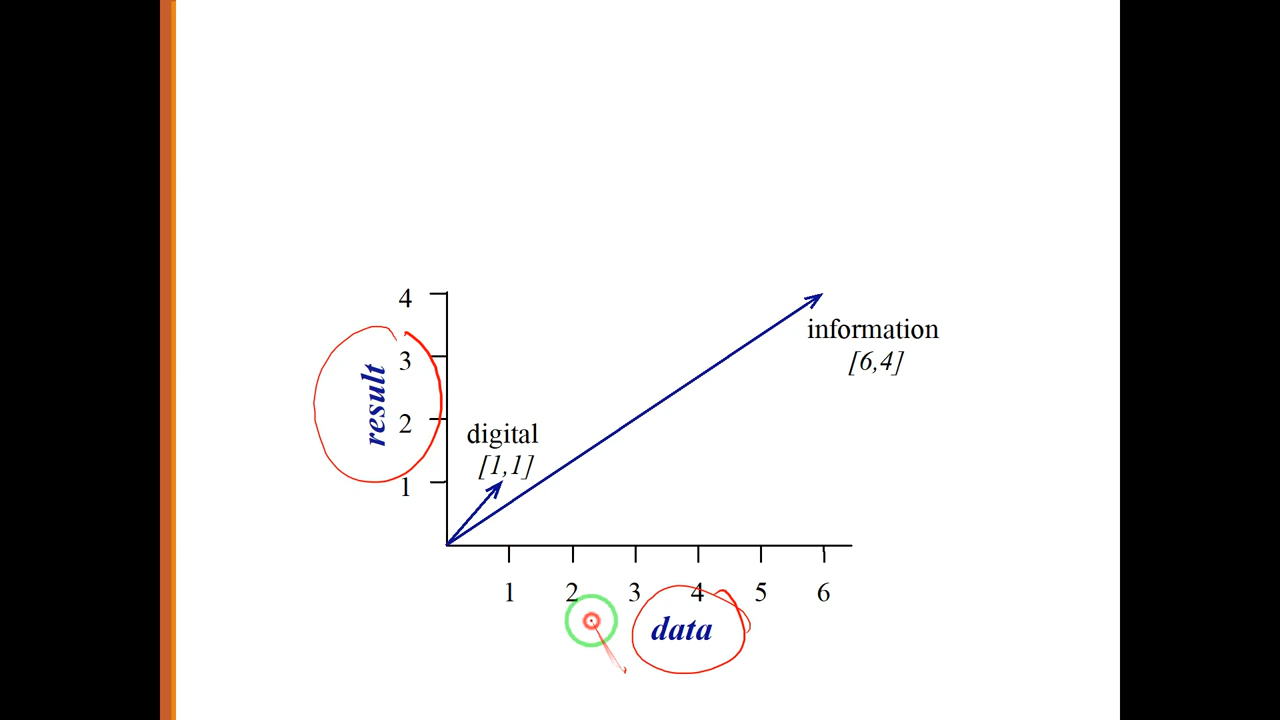 4
3
2
1
result
digital
[1,1]
information
[6,4]
1 2 3 4 5 6
data